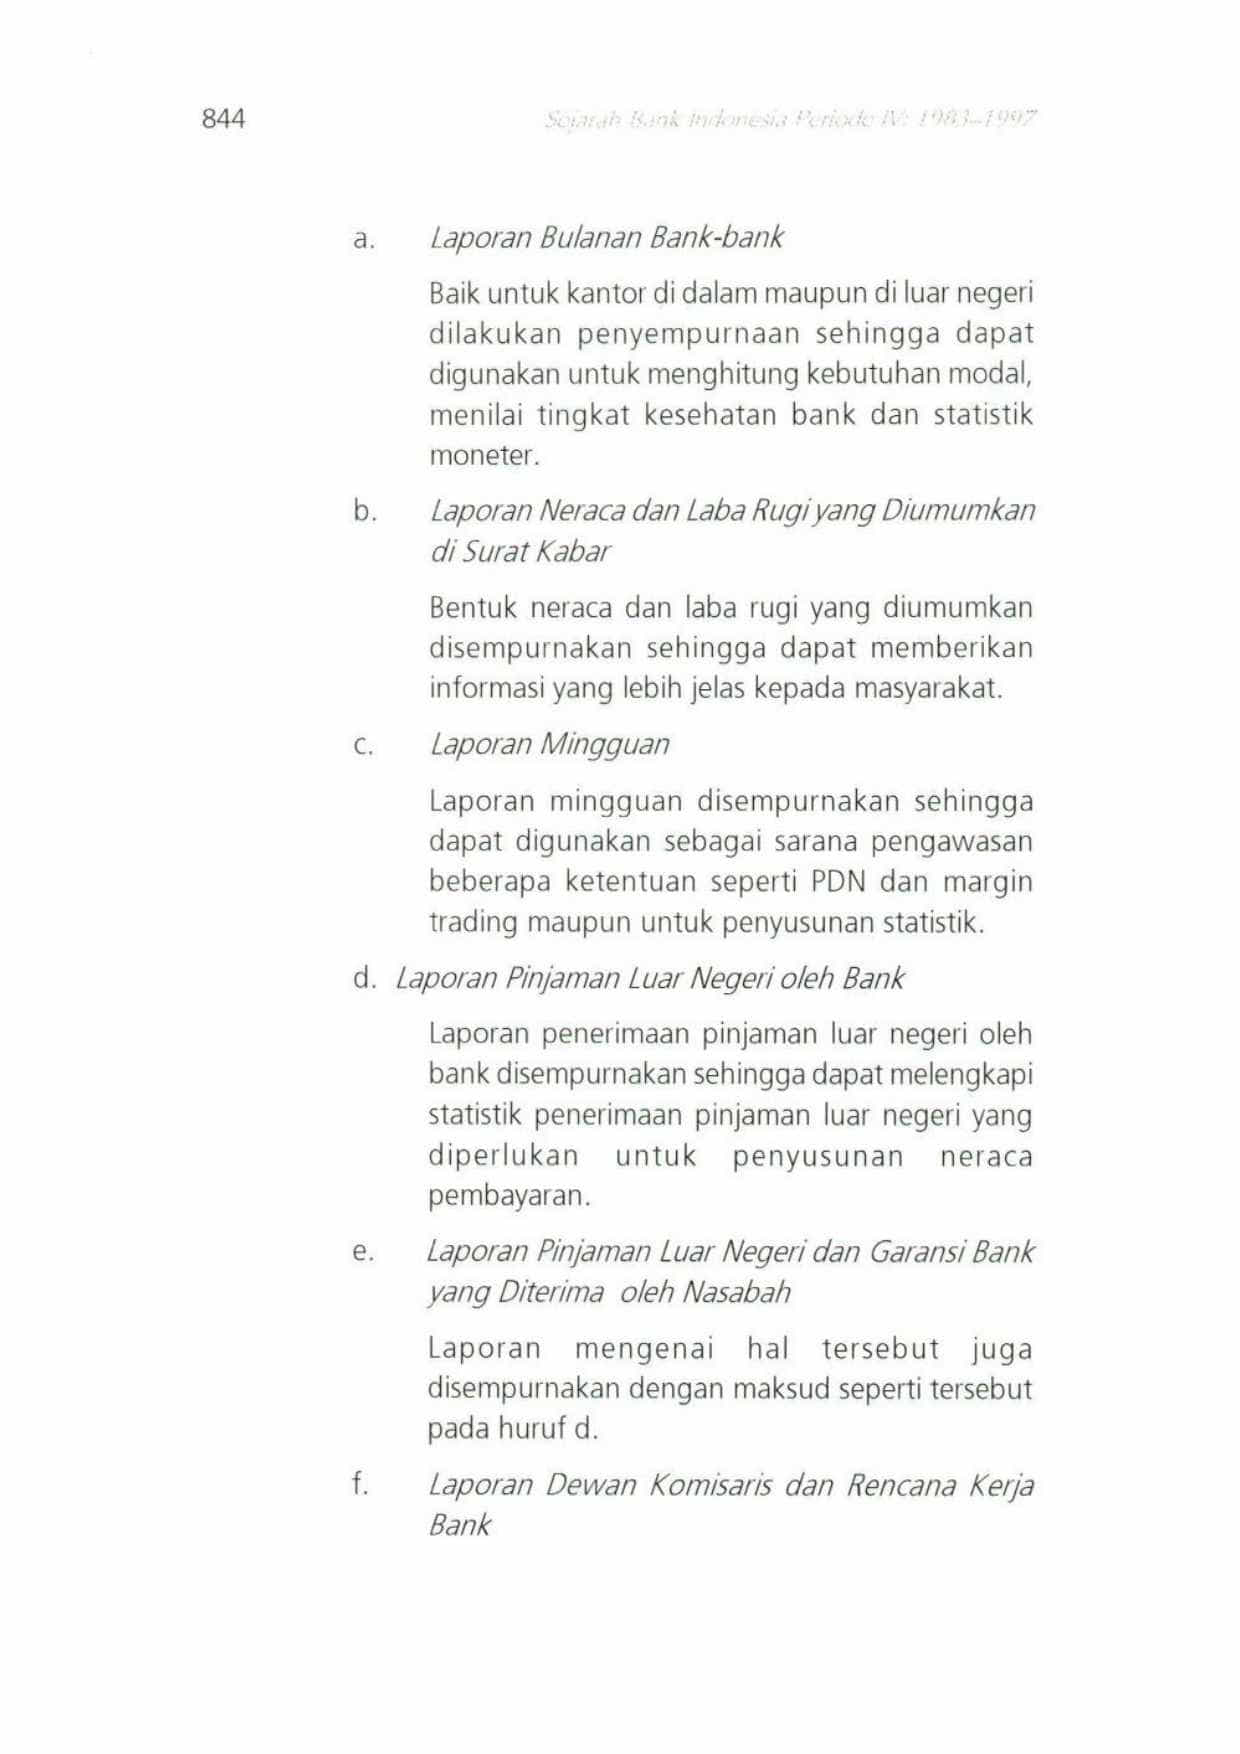 844
Sejarah Bank Indonesia Periode IV: 1983–1997
a. Laporan Bulanan Bank-bank
Baik untuk kantor di dalam maupun di luar negeri
dilakukan penyempurnaan sehingga dapat
digunakan untuk menghitung kebutuhan modal,
menilai tingkat kesehatan bank dan statistik
moneter.
b. Laporan Neraca dan Laba Rugi yang Diumumkan
di Surat Kabar
Bentuk neraca dan laba rugi yang diumumkan
disempurnakan sehingga dapat memberikan
informasi yang lebih jelas kepada masyarakat.
c. Laporan Mingguan
Laporan mingguan disempurnakan sehingga
dapat digunakan sebagai sarana pengawasan
beberapa ketentuan seperti PDN dan margin
trading maupun untuk penyusunan statistik.
d. Laporan Pinjaman Luar Negeri oleh Bank
Laporan penerimaan pinjaman luar negeri oleh
bank disempurnakan sehingga dapat melengkapi
statistik penerimaan pinjaman luar negeri yang
diperlukan untuk penyusunan neraca
pembayaran.
e. Laporan Pinjaman Luar Negeri dan Garansi Bank
yang Diterima oleh Nasabah
Laporan mengenai hal tersebut juga
disempurnakan dengan maksud seperti tersebut
pada huruf d.
f. Laporan Dewan Komisaris dan Rencana Kerja
Bank